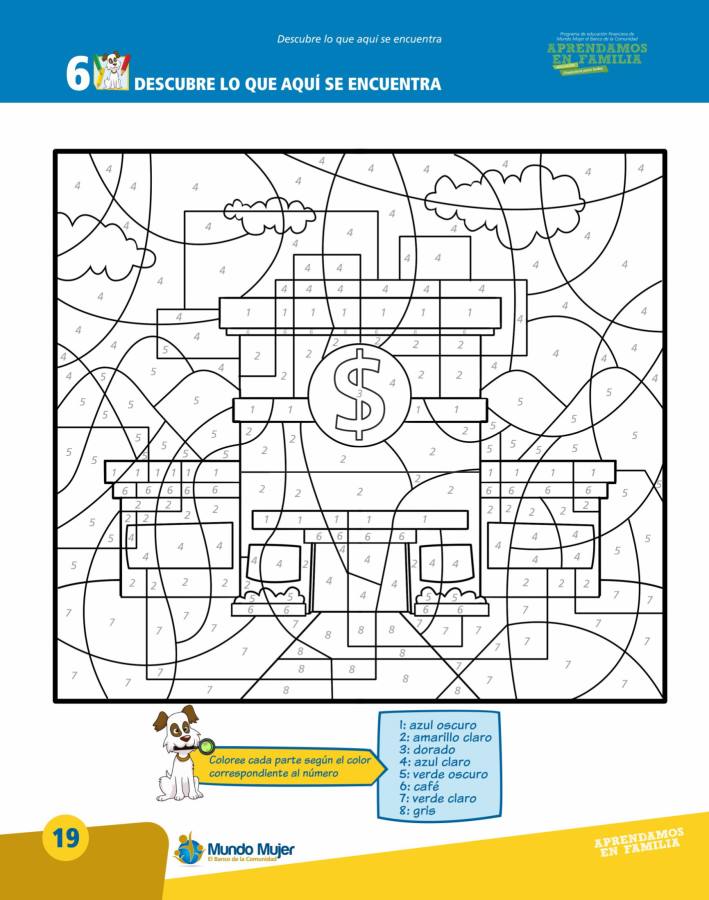 Descubre lo que aquí se encuentra
Programa de educación financiera de
Mundo Mujer el Banco de la Comunidad
APRENDAMOS
EN FAMILIA
6
DESCUBRE LO QUE AQUÍ SE ENCUENTRA
$
Coloree cada parte según el color
correspondiente al número
1: azul oscuro
2: amarillo claro
3: dorado
4: azul claro
5: verde oscuro
6: café
7: verde claro
8: gris
19
Mundo Mujer
El Banco de la Comunidad
APRENDAMOS
EN FAMILIA